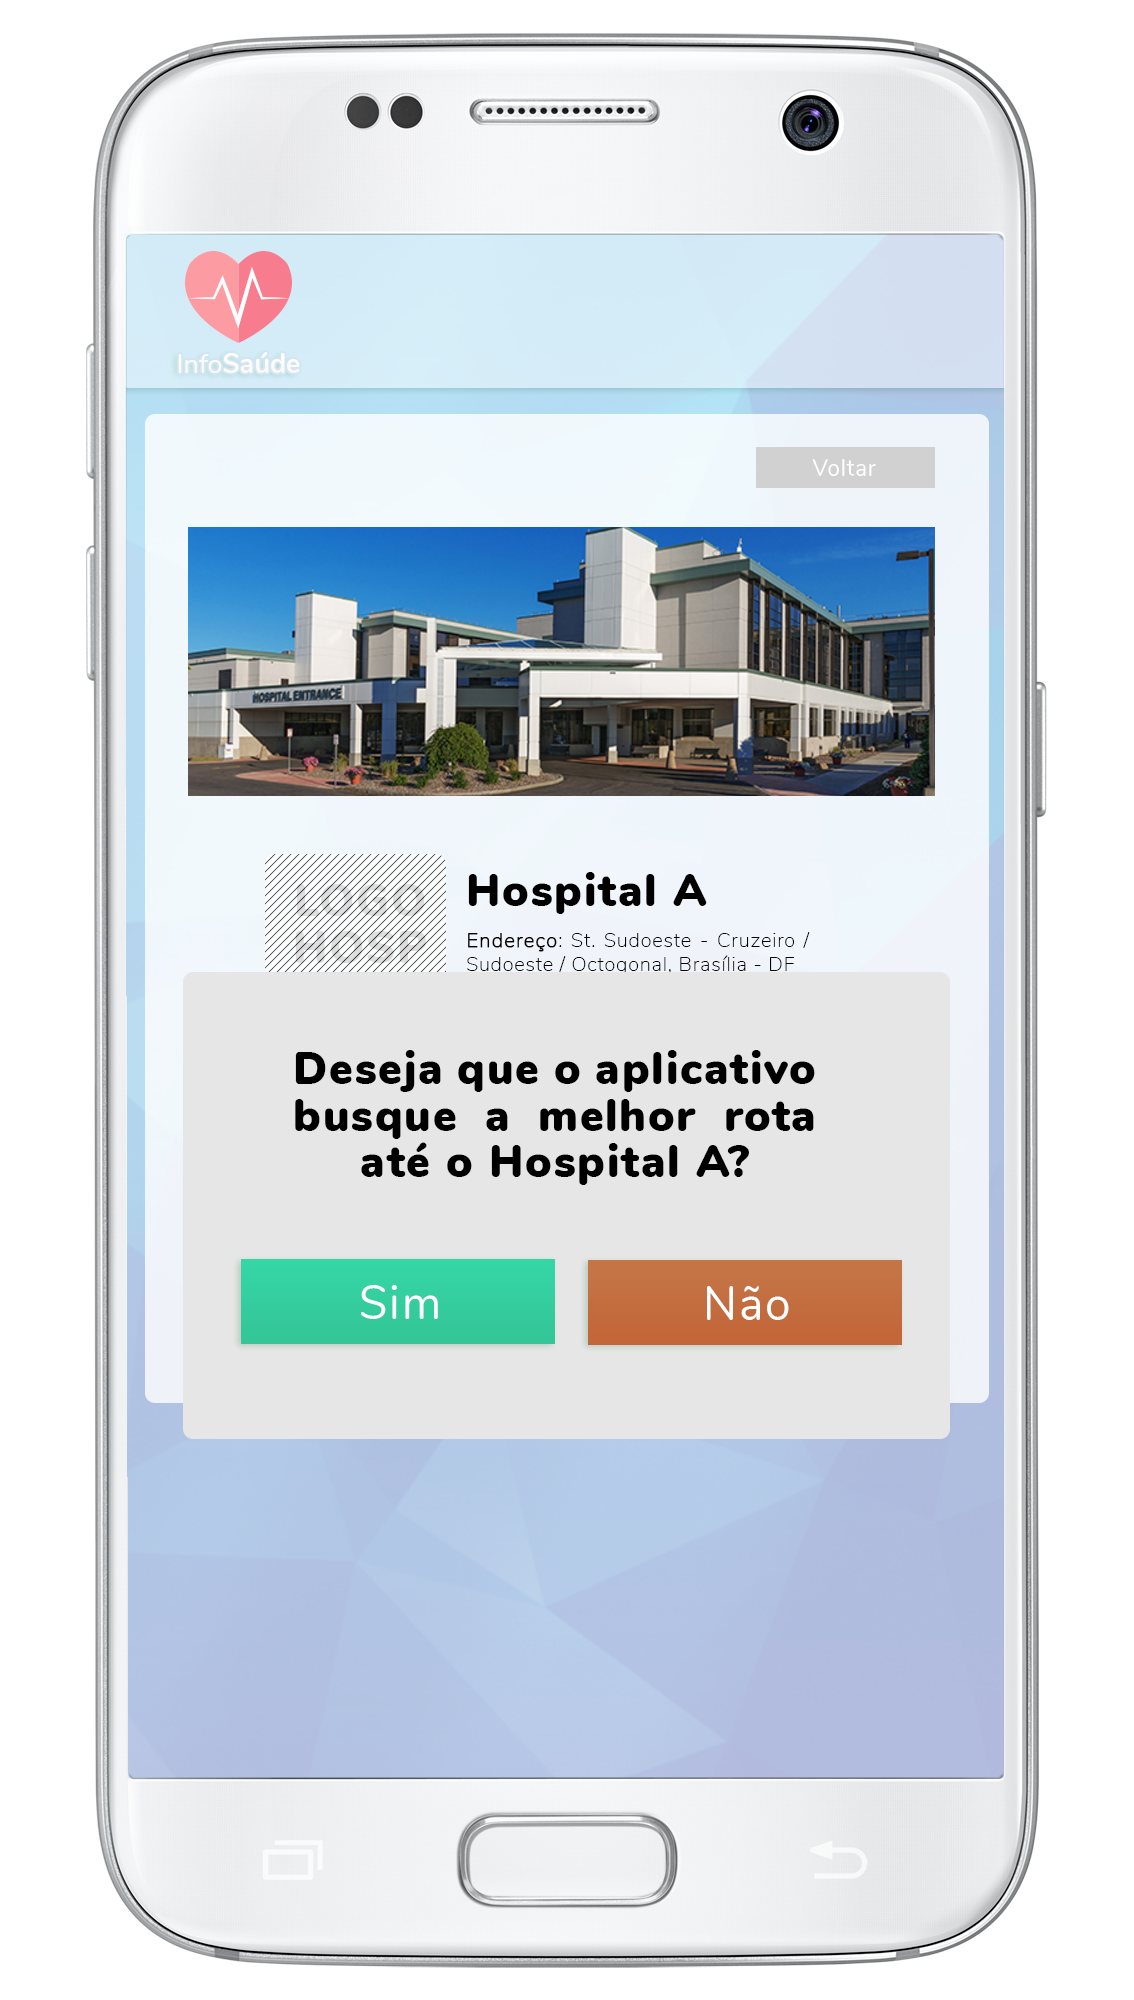 InfoSaúde
Voltar
HOSPITAL ENTRANCE
LOGO
HOSP
Hospital A
Endereço: St. Sudoeste - Cruzeiro /
Sudoeste / Octogonal, Brasília - DF
Deseja que o aplicativo
busque a melhor rota
até o Hospital A?
Sim
Não